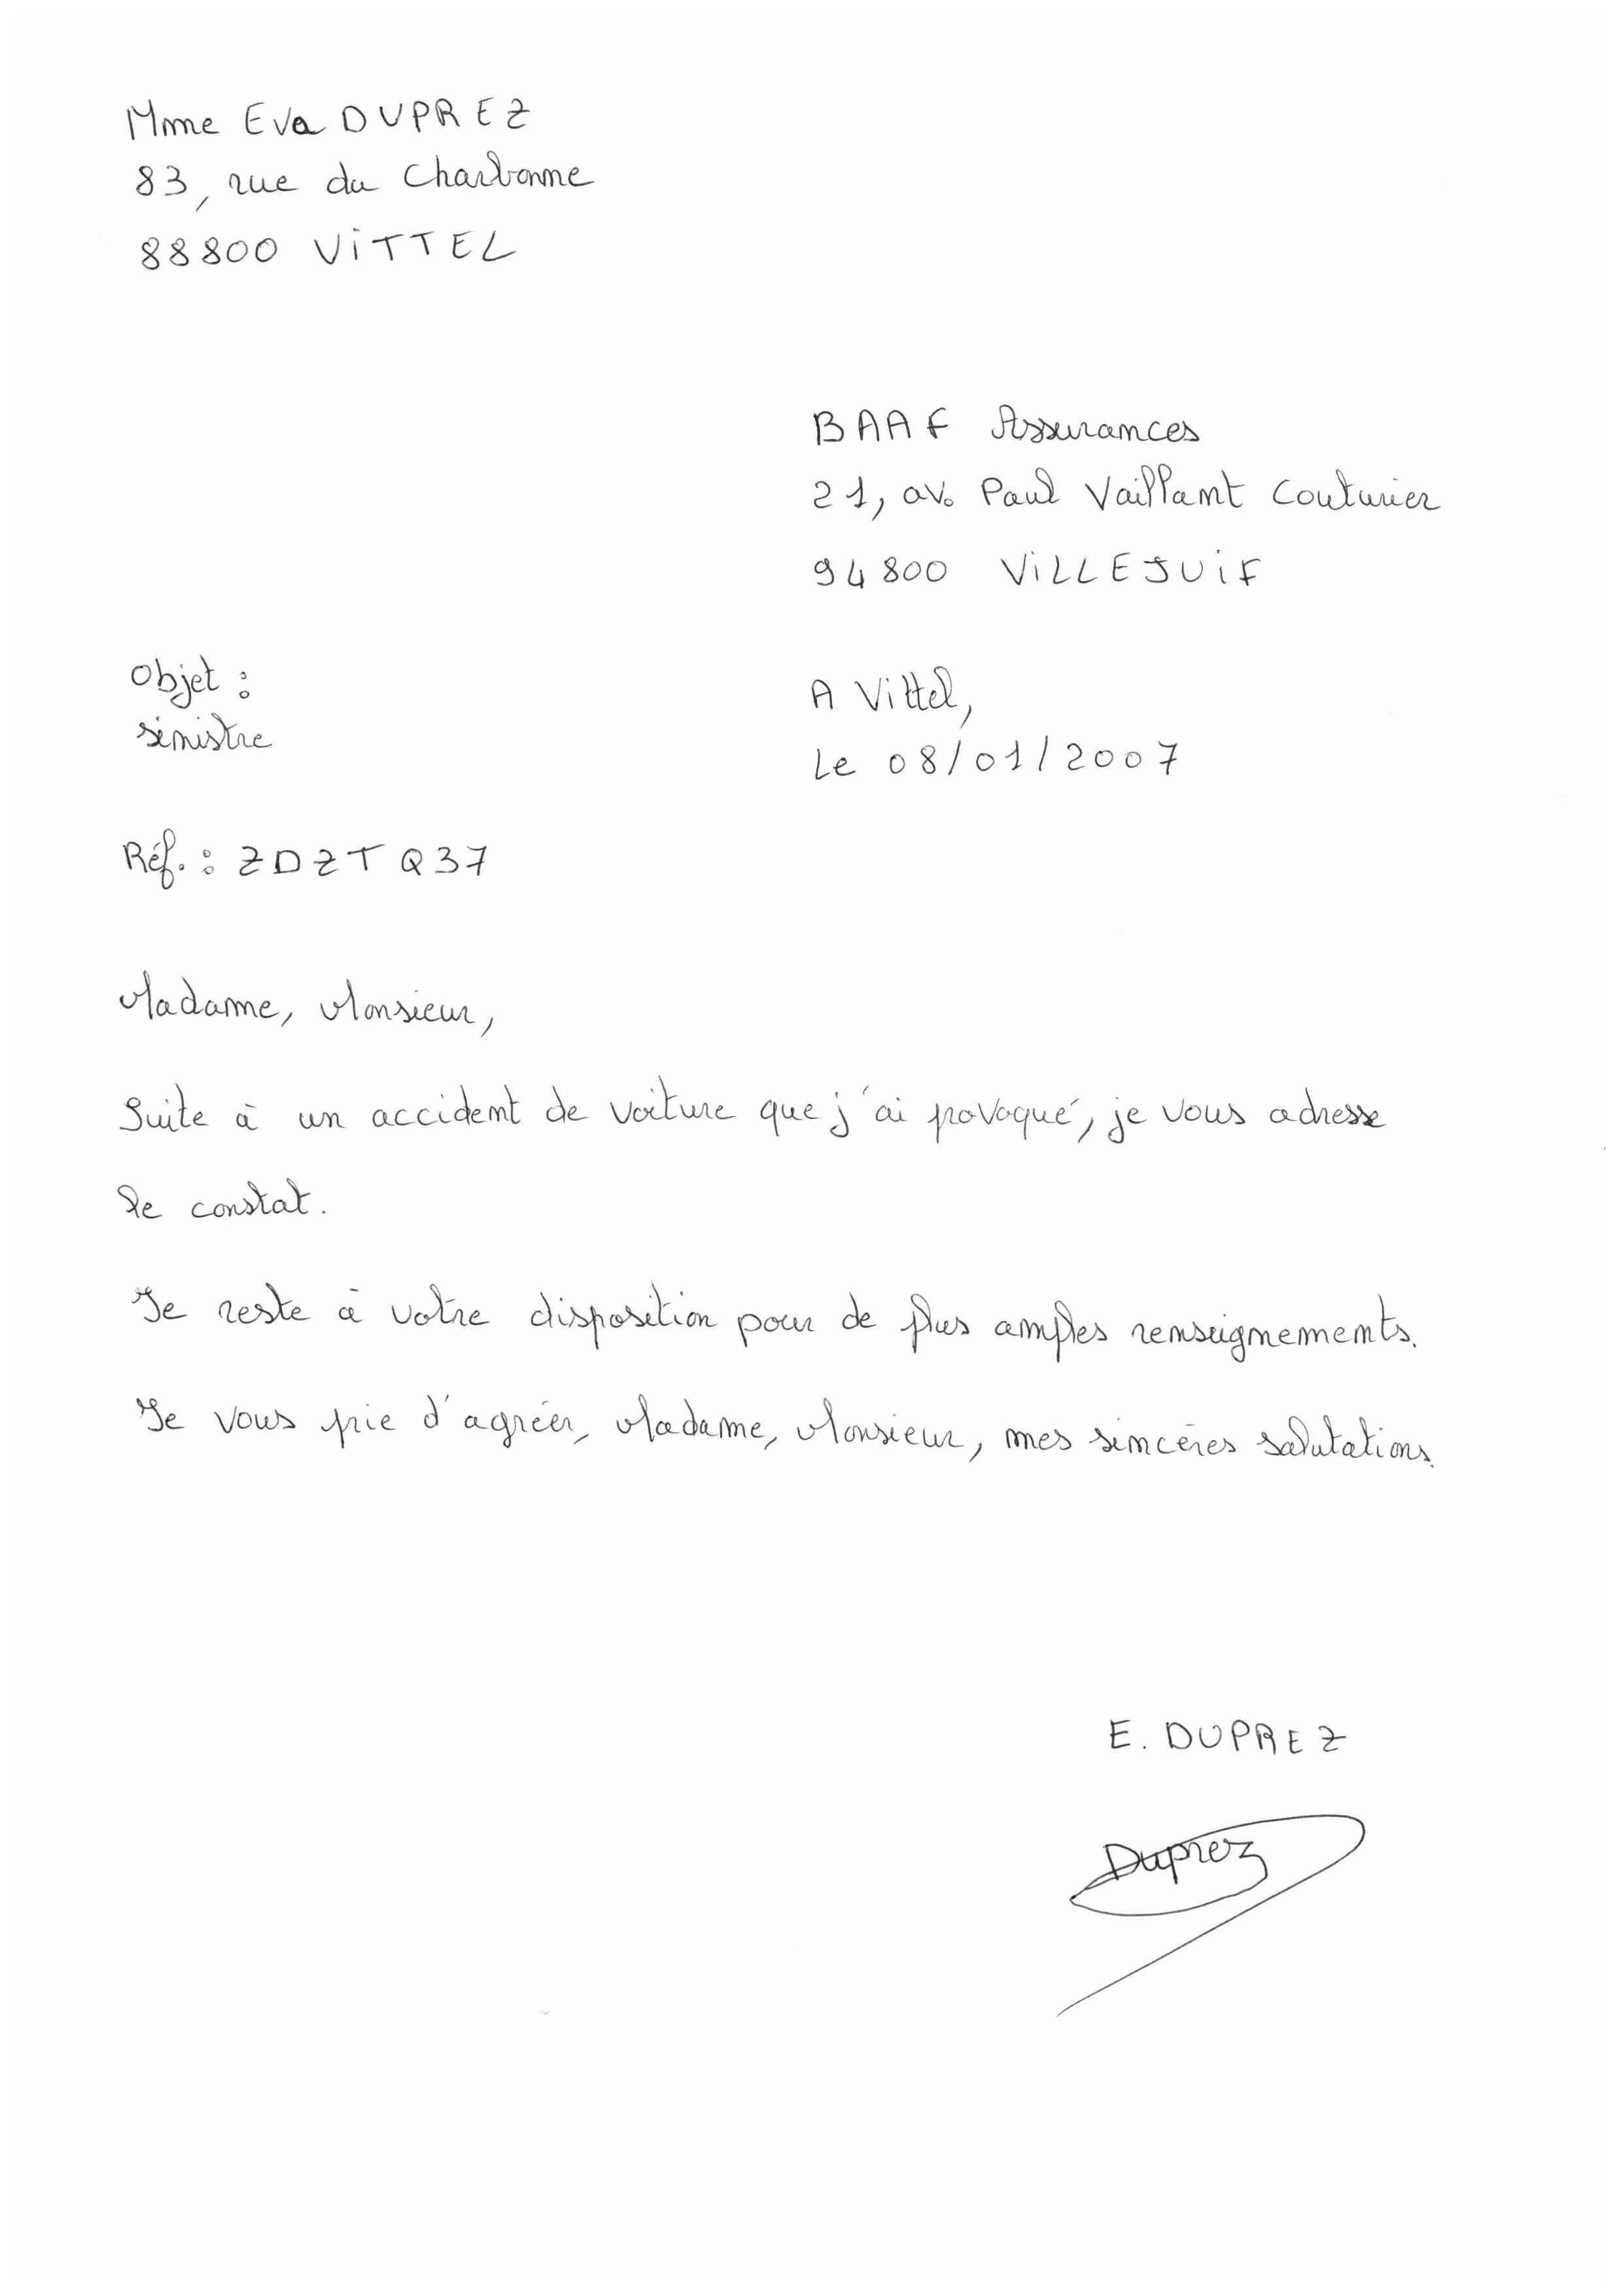 Mme Eva DUPREZ
83, rue du Charbonne
88800 ViTTEL
BAAF Assurances
21, av. Paul Vaillant Couturier
94800 ViLLEJUiF
Objet :
sinistre
A Vittel,
Le 08/01/2007
Réf. : ZDZTQ37
Madame, Monsieur,
Suite à un accident de voiture que j'ai provoqué, je vous adresse
le constat.
Je reste à votre disposition pour de plus amples renseignements.
Je vous prie d'agréer, Madame, Monsieur, mes sincères salutations.
E. DUPREZ
Duprez